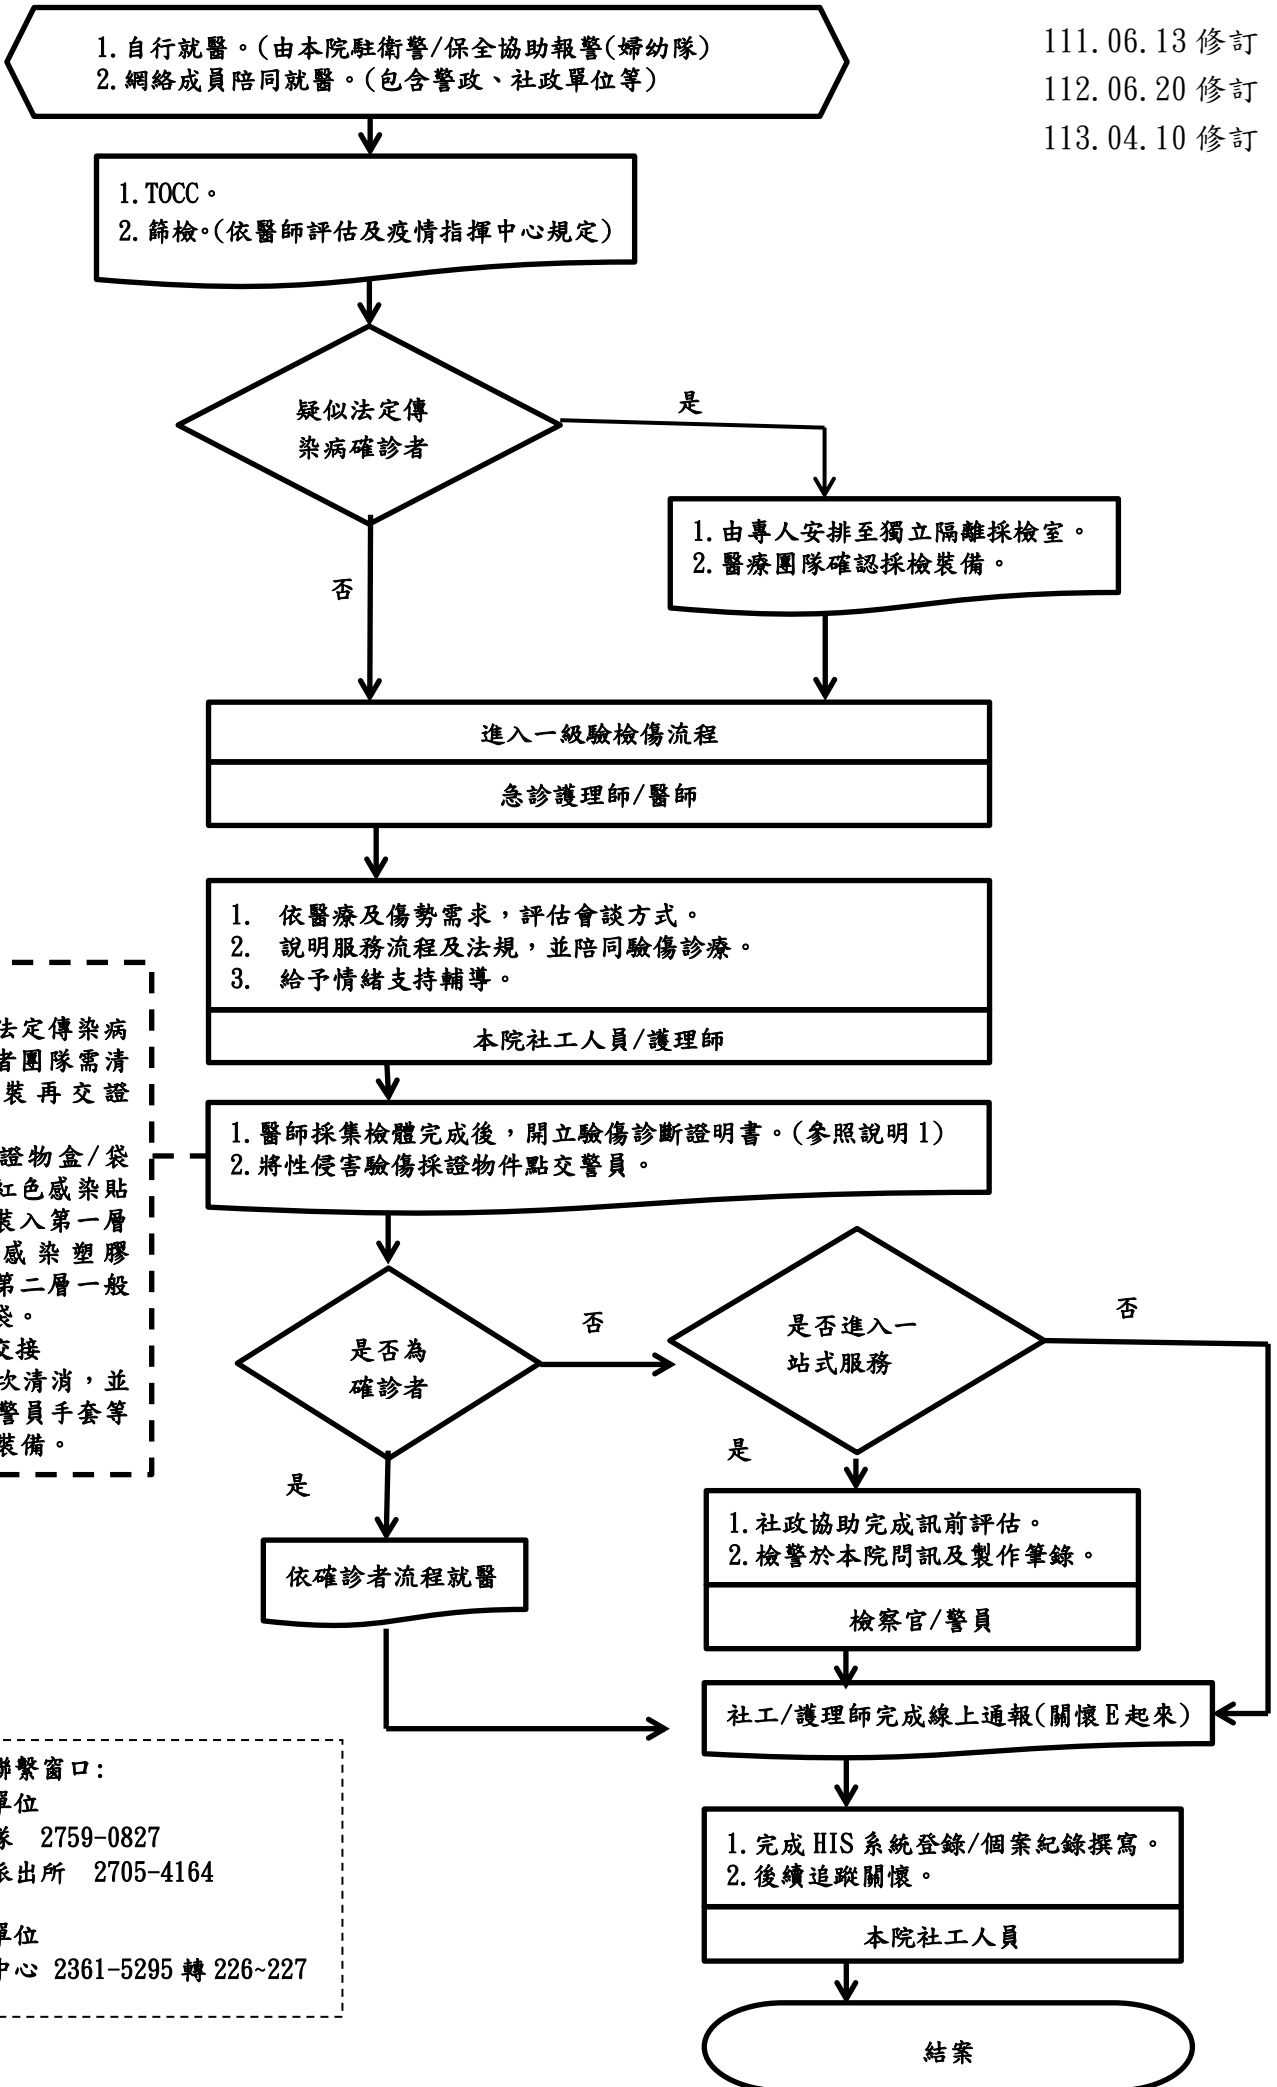 1.自行就醫。(由本院駐衛警/保全協助報警(婦幼隊)
2.網絡成員陪同就醫。(包含警政、社政單位等)
111.06.13修訂
112.06.20修訂
113.04.10修訂
1.TOCC。
2.篩檢。(依醫師評估及疫情指揮中心規定)
疑似法定傳
染病確診者
是
1.由專人安排至獨立隔離採檢室。
2.醫療團隊確認採檢裝備。
否
進入一級驗檢傷流程
急診護理師/醫師
1. 依醫療及傷勢需求，評估會談方式。
2. 說明服務流程及法規，並陪同驗傷診療。
3. 給予情緒支持輔導。
本院社工人員/護理師
法定傳染病
者團隊需清
裝再交證
證物盒/袋
紅色感染貼
裝入第一層
感染塑膠
第二層一般
袋。
交接
次清消，並
警員手套等
裝備。
1.醫師採集檢體完成後，開立驗傷診斷證明書。(參照說明1)
2.將性侵害驗傷採證物件點交警員。
是否為
確診者
否
是否進入一
站式服務
否
是
是
依確診者流程就醫
1.社政協助完成訊前評估。
2.檢警於本院問訊及製作筆錄。
檢察官/警員
社工/護理師完成線上通報(關懷E起來)
聯繫窗口:
單位
隊 2759-0827
派出所 2705-4164
單位
中心 2361-5295轉226~227
1.完成HIS系統登錄/個案紀錄撰寫。
2.後續追蹤關懷。
本院社工人員
結案